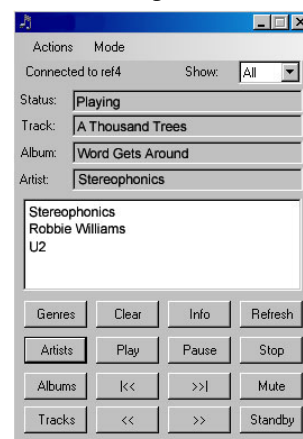 Actions Mode
Connected to ref4 Show: All
Status: Playing
Track: A Thousand Trees
Album: Word Gets Around
Artist: Stereophonics
Stereophonics
Robbie Williams
U2
Genres Clear Info Refresh
Artists Play Pause Stop
Albums |<< >>| Mute
Tracks << >> Standby